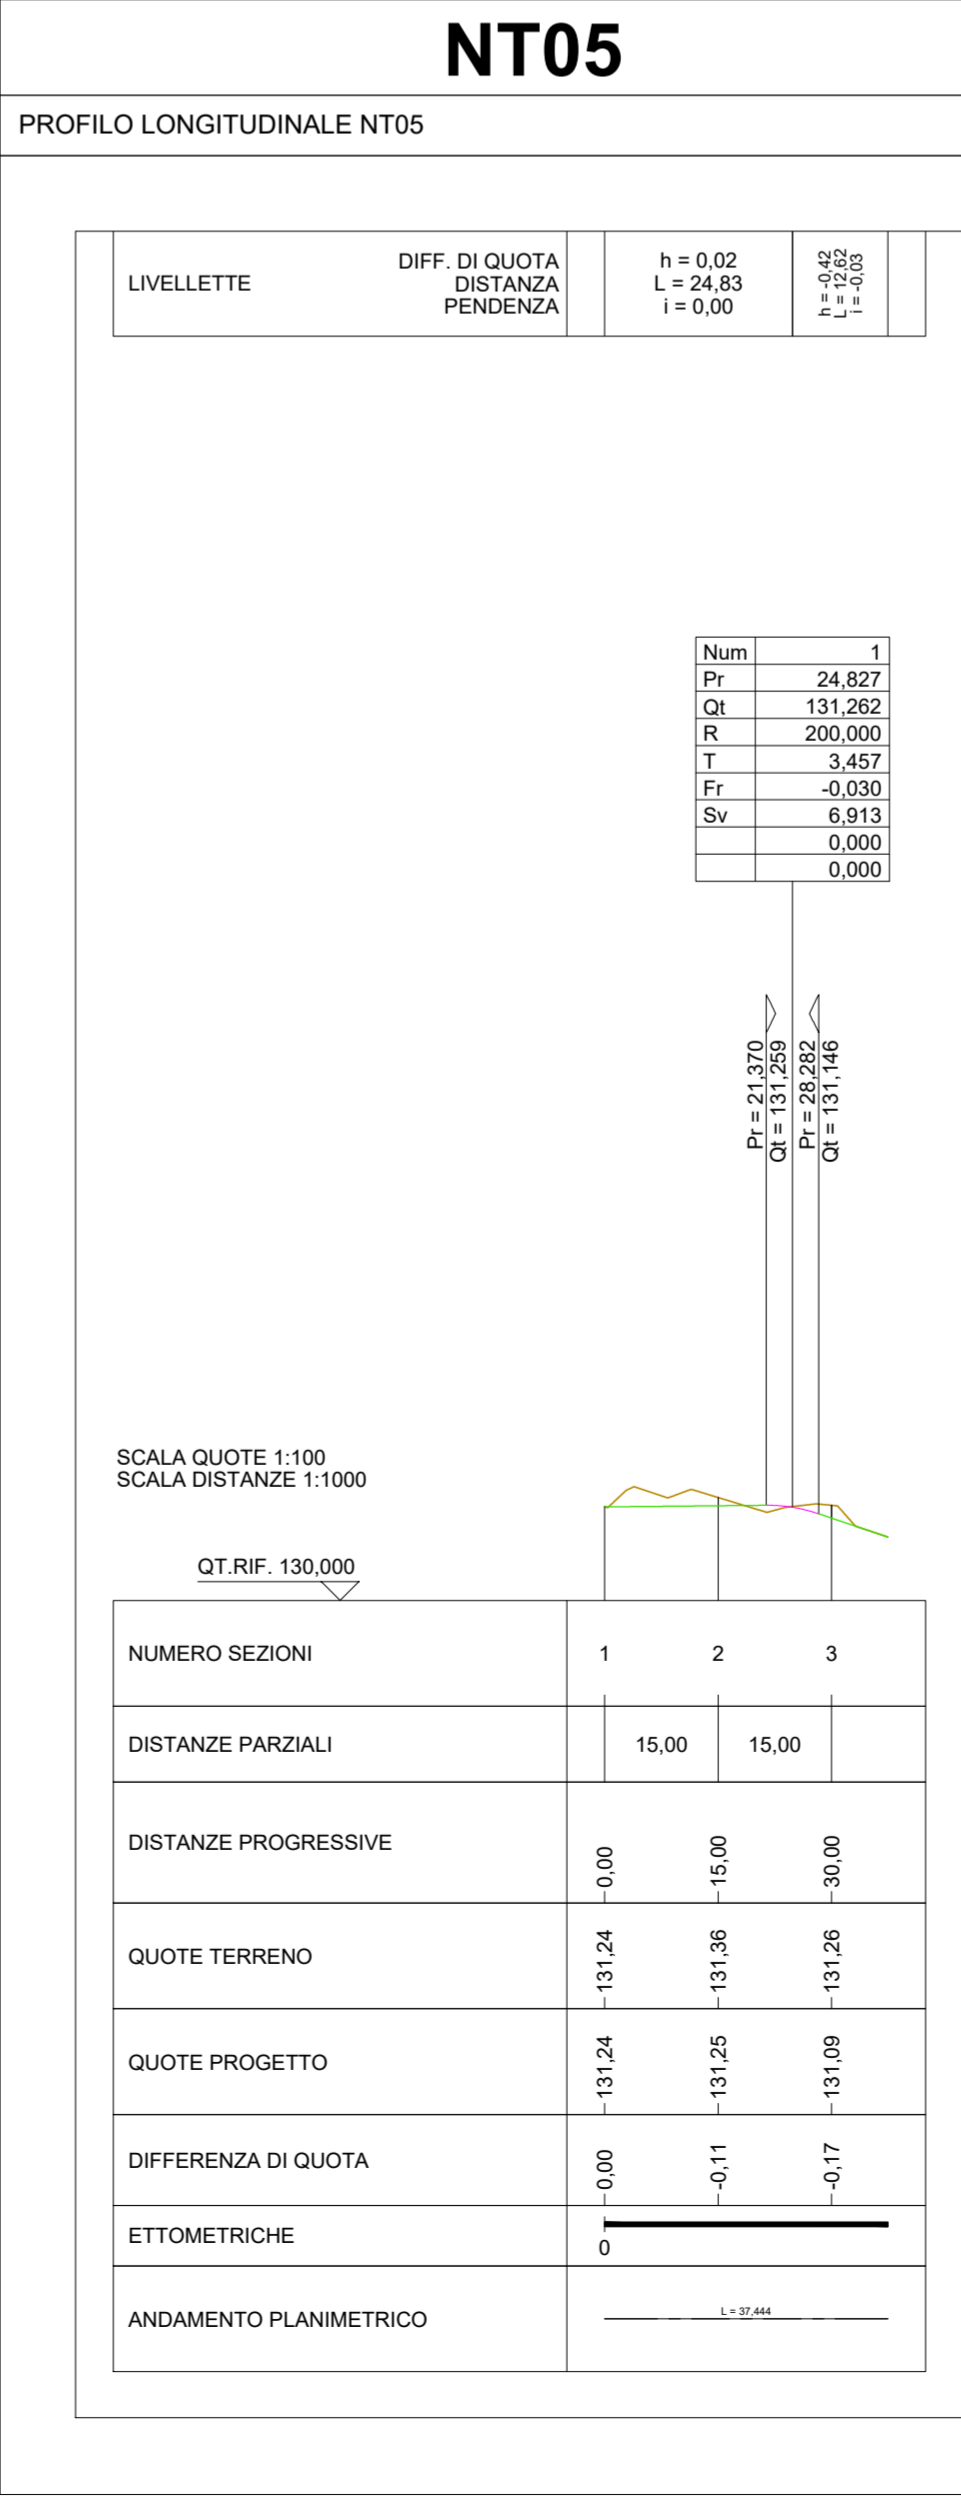 NT05
PROFILO LONGITUDINALE NT05
LIVELLETTE
DIFF. DI QUOTA
DISTANZA
PENDENZA
h = 0,02
L = 24,83
i = 0,00
h = -0,42
L = 12,62
i = -0,03
Num 1
Pr 24,827
Qt 131,262
R 200,000
T 3,457
Fr -0,030
Sv 6,913
0,000
0,000
Pr = 21,370
Qt = 131,259
Pr = 28,282
Qt = 131,146
SCALA QUOTE 1:100
SCALA DISTANZE 1:1000
QT.RIF. 130,000
NUMERO SEZIONI 1 2 3
DISTANZE PARZIALI 15,00 15,00
DISTANZE PROGRESSIVE 0,00 15,00 30,00
QUOTE TERRENO 131,24 131,36 131,26
QUOTE PROGETTO 131,24 131,25 131,09
DIFFERENZA DI QUOTA 0,00 -0,11 -0,17
ETTOMETRICHE 0
ANDAMENTO PLANIMETRICO L = 37,444